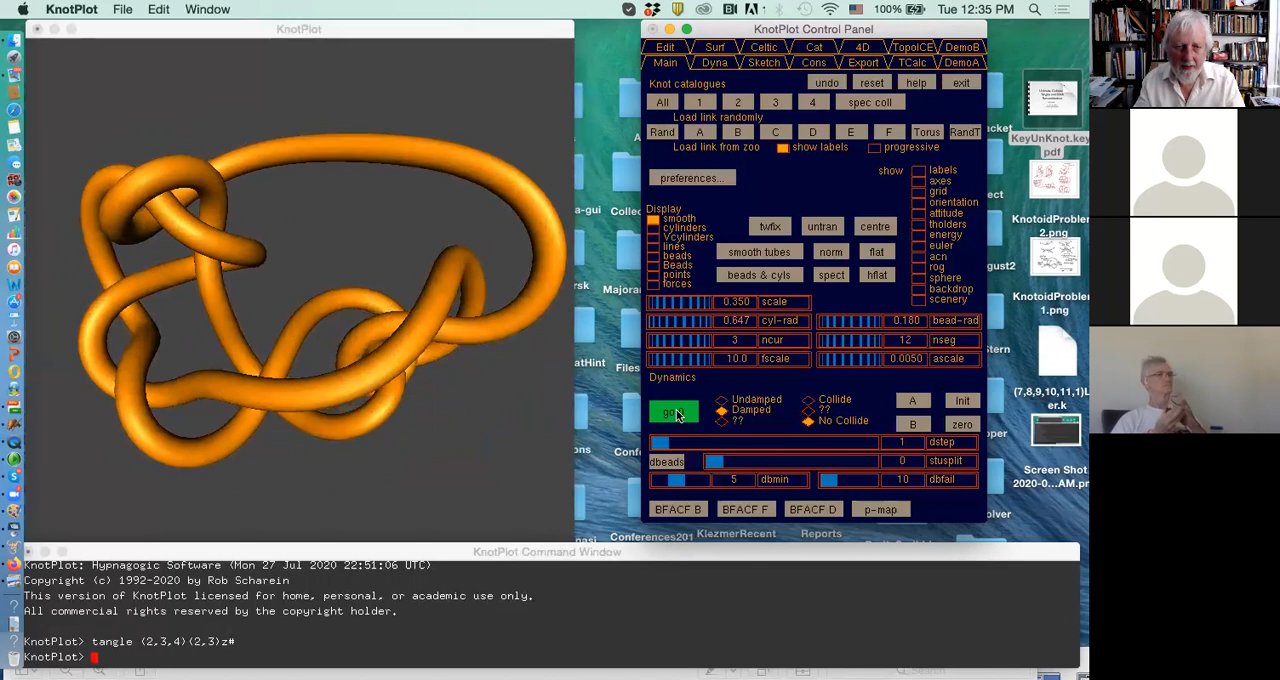 KnotPlot File Edit Window 100% Tue 12:35 PM
KnotPlot
KnotPlot Control Panel
Edit Surf Celtic Cat 4D TopoICE DemoB
Main Dyna Sketch Cons Export TCalc DemoA
Knot catalogues undo reset help exit
All 1 2 3 4 spec coll
Load link randomly
Rand A B C D E F Torus RandT
Load link from zoo show labels progressive
preferences...
show
labels
axes
grid
orientation
attitude
tholders
energy
euler
acn
rog
sphere
backdrop
scenery
Display
smooth
cylinders
Vcylinders
lines
beads
Beads
points
forces
twfix untran centre
smooth tubes norm flat
beads & cyls spect hflat
0.350 scale
0.647 cyl-rad 0.180 bead-rad
3 ncur 12 nseg
10.0 fscale 0.0050 ascale
Dynamics
go
Undamped
Damped
??
Collide
??
No Collide
A Init
B zero
1 dstep
dbeads 0 stusplit
5 dbmin 10 dbfail
BFACF B BFACF F BFACF D p-map
KeyUnKnot.key
pdf
KnotoidProblem
2.png
KnotoidProblem
1.png
(7,8,9,10,11,1)L
er.k
Screen Shot
2020-0...AM.png
KlezmerRecent Reports
Conferences201
KnotPlot Command Window
KnotPlot: Hypnagogic Software (Mon 27 Jul 2020 22:51:06 UTC)
Copyright (c) 1992-2020 by Rob Scharein
This version of KnotPlot licensed for home, personal, or academic use only.
All commercial rights reserved by the copyright holder.
KnotPlot> tangle (2,3,4)(2,3)z#
KnotPlot>